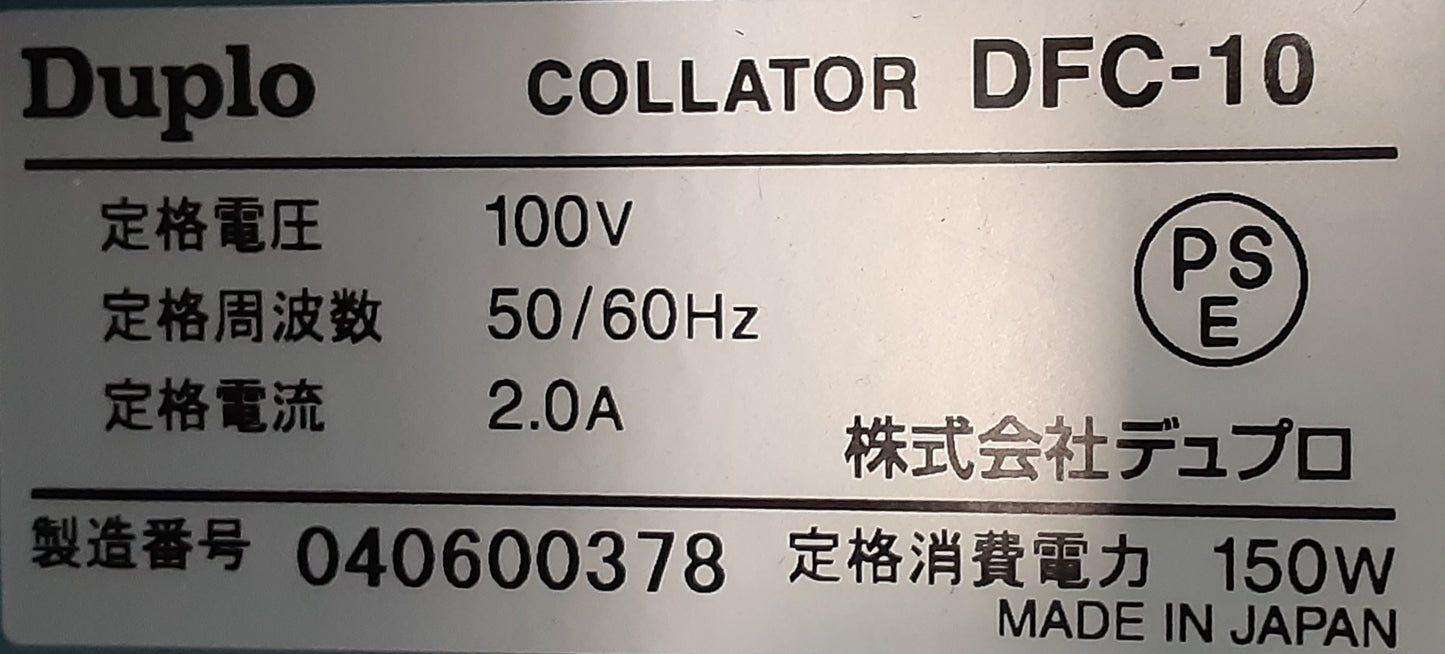 Duplo COLLATOR DFC-10
定格電圧 100V
定格周波数 50/60Hz
PS
E
定格電流 2.0A
株式会社デュプロ
製造番号 040600378 定格消費電力 150W
MADE IN JAPAN